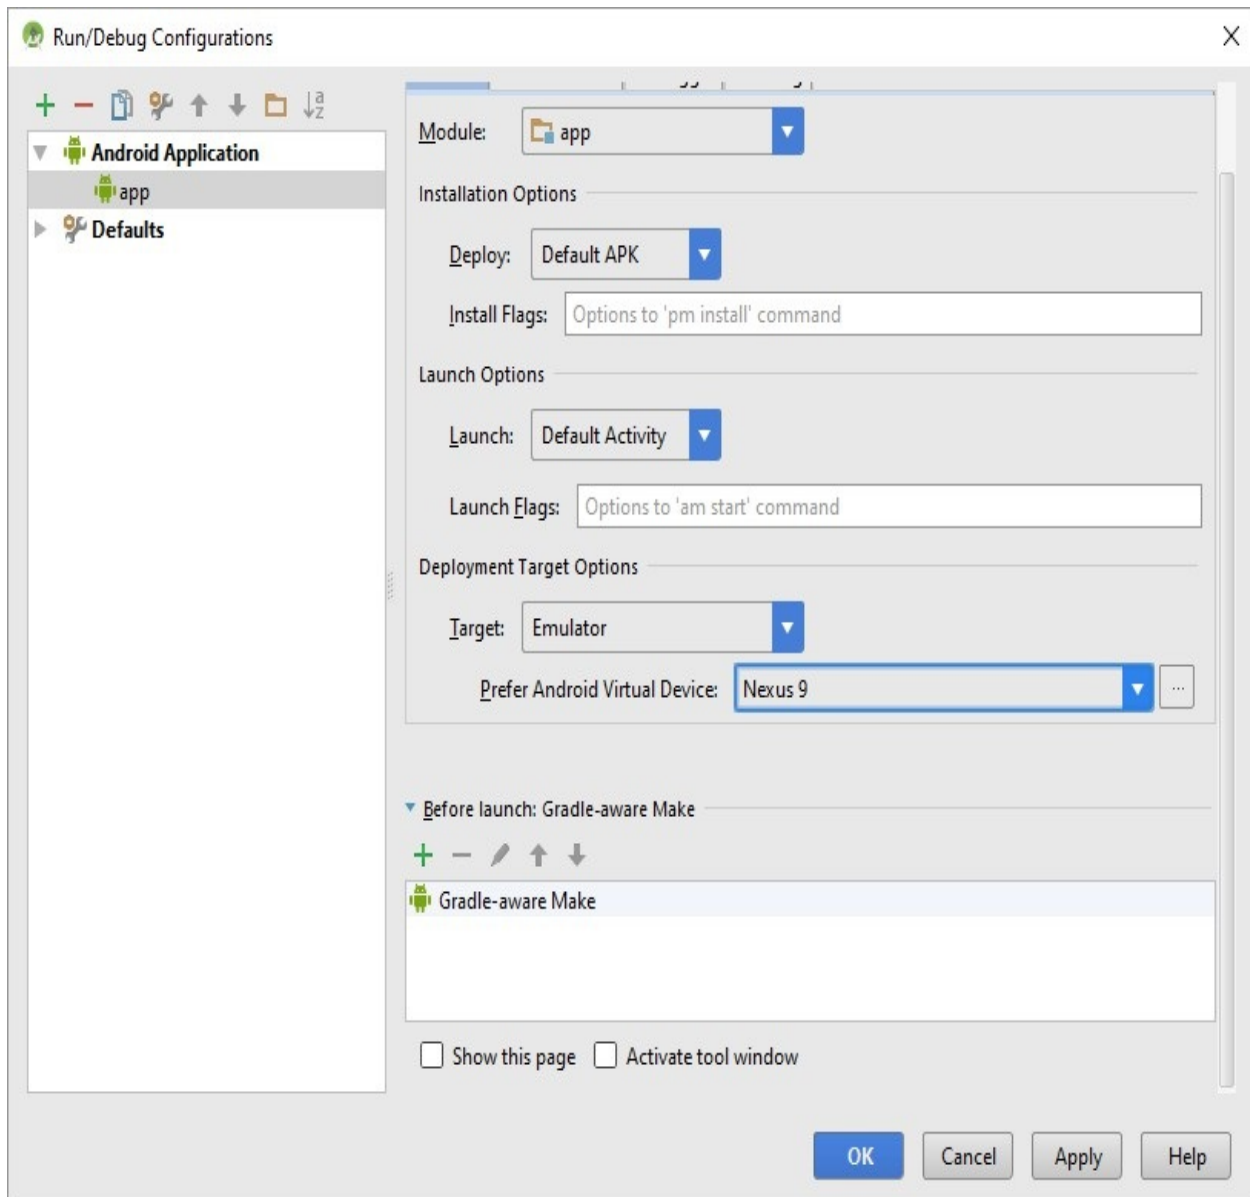 Run/Debug Configurations
Module: app
Android Application
app
Installation Options
Defaults
Deploy: Default APK
Install Flags: Options to 'pm install' command
Launch Options
Launch: Default Activity
Launch Flags: Options to 'am start' command
Deployment Target Options
Target: Emulator
Prefer Android Virtual Device: Nexus 9 ...
Before launch: Gradle-aware Make
Gradle-aware Make
Show this page Activate tool window
OK Cancel Apply Help